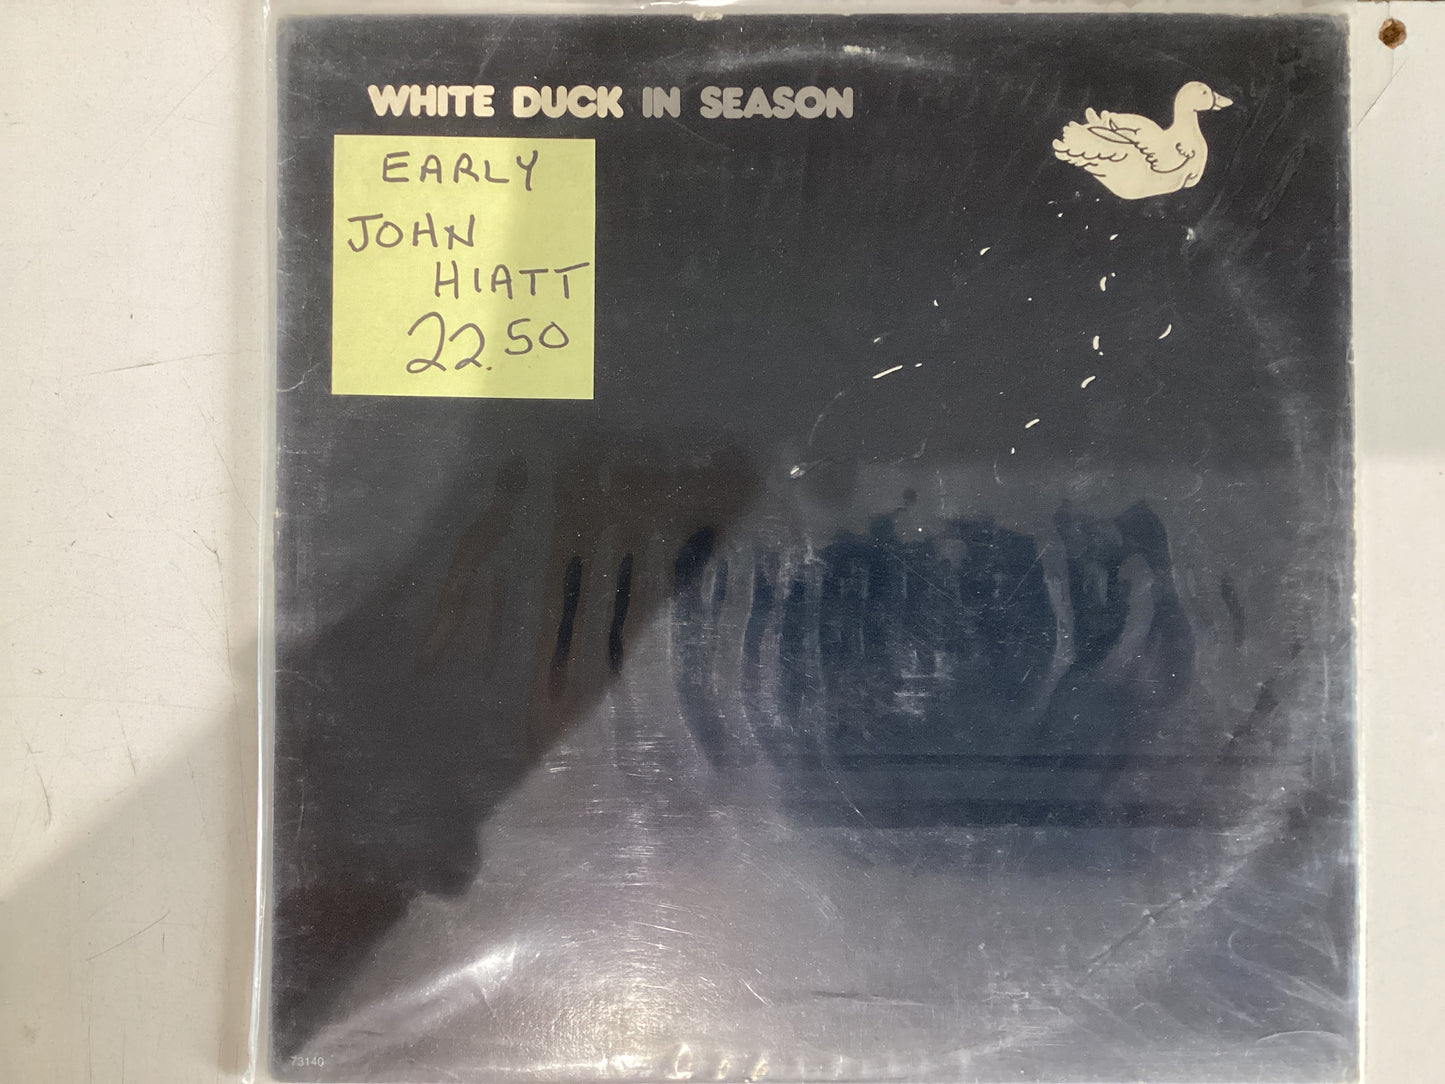 WHITE DUCK IN SEASON
EARLY
JOHN
HIATT
22.50
73140